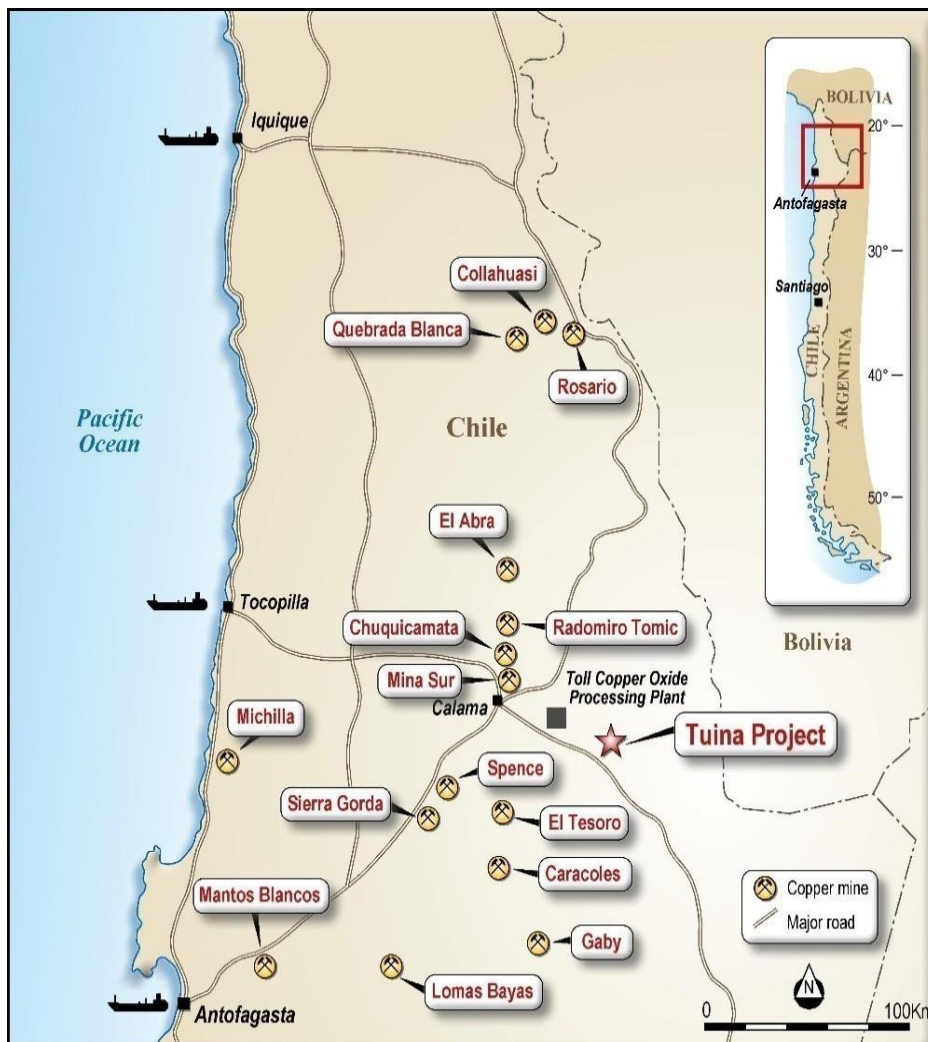 BOLIVIA
20°
Iquique
Antofagasta
30°
Collahuasi
Santiago
Quebrada Blanca
CHILE
ARGENTINA
Rosario
40°
Pacific
Ocean
Chile
50°
El Abra
Tocopilla
Chuquicamata
Radomiro Tomic
Bolivia
Mina Sur
Toll Copper Oxide
Processing Plant
Calama
Michilla
Tuina Project
Spence
Sierra Gorda
El Tesoro
Caracoles
Mantos Blancos
Copper mine
Major road
Gaby
Lomas Bayas
N
Antofagasta
0
100Km